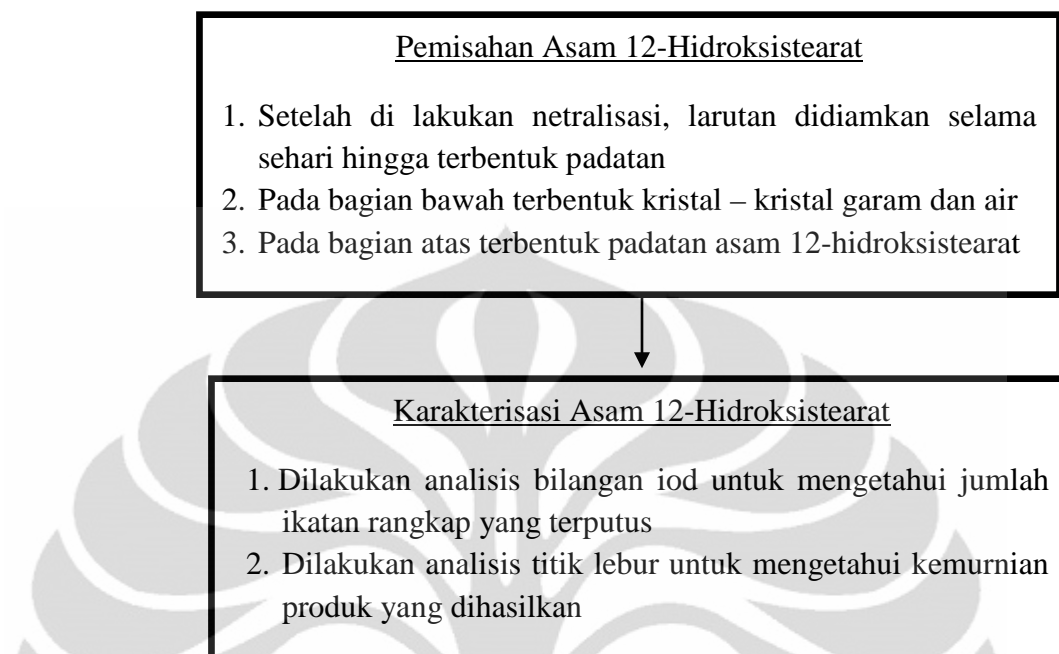 Pemisahan Asam 12-Hidroksistearat
1. Setelah di lakukan netralisasi, larutan didiamkan selama
sehari hingga terbentuk padatan
2. Pada bagian bawah terbentuk kristal – kristal garam dan air
3. Pada bagian atas terbentuk padatan asam 12-hidroksistearat
Karakterisasi Asam 12-Hidroksistearat
1. Dilakukan analisis bilangan iod untuk mengetahui jumlah
ikatan rangkap yang terputus
2. Dilakukan analisis titik lebur untuk mengetahui kemurnian
produk yang dihasilkan